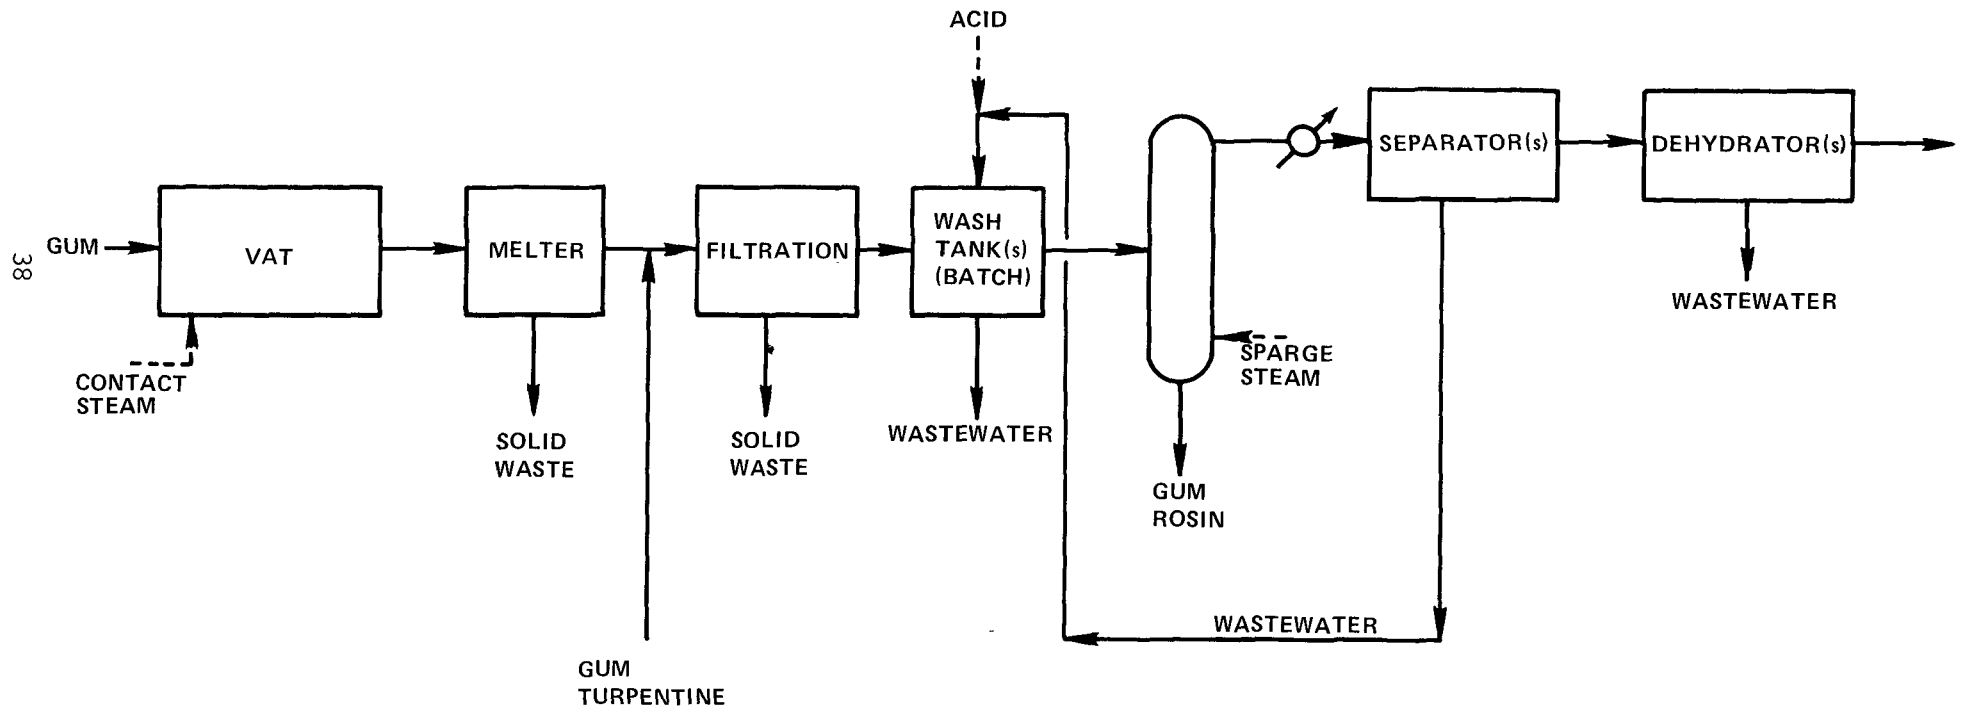 ACID
SEPARATOR(s)
DEHYDRATOR(s)
38
GUM
VAT
MELTER
FILTRATION
WASH
TANK(s)
(BATCH)
WASTEWATER
SPARGE
STEAM
CONTACT
STEAM
SOLID
WASTE
SOLID
WASTE
WASTEWATER
GUM
ROSIN
WASTEWATER
GUM
TURPENTINE